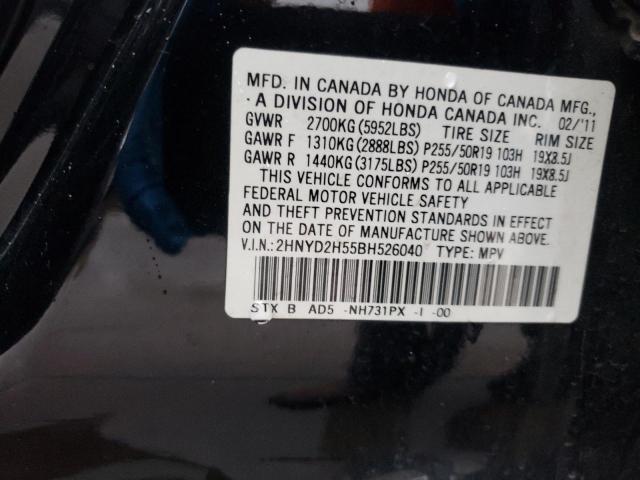 MFD. IN CANADA BY HONDA OF CANADA MFG.,
· A DIVISION OF HONDA CANADA INC. 02/'11
GVWR 2700KG(5952LBS) TIRE SIZE RIM SIZE
GAWR F 1310KG(2888LBS) P255/50R19 103H 19X8.5J
GAWR R 1440KG(3175LBS) P255/50R19 103H 19X8.5J
THIS VEHICLE CONFORMS TO ALL APPLICABLE
FEDERAL MOTOR VEHICLE SAFETY
AND THEFT PREVENTION STANDARDS IN EFFECT
ON THE DATE OF MANUFACTURE SHOWN ABOVE.
V.I.N.: 2HNYD2H55BH526040 TYPE: MPV
STX B AD5 -NH731PX -I -00